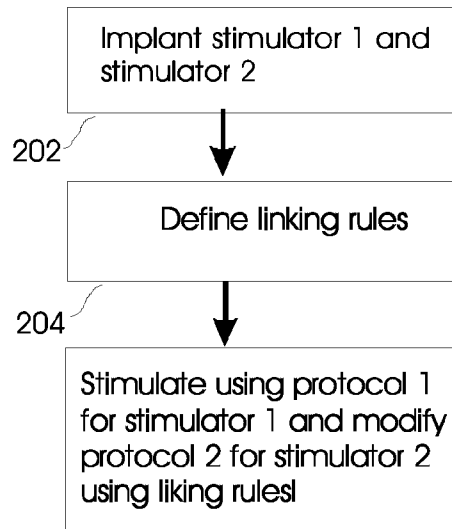 Implant stimulator 1 and
stimulator 2
202
Define linking rules
204
Stimulate using protocol 1
for stimulator 1 and modify
protocol 2 for stimulator 2
using liking rulesl